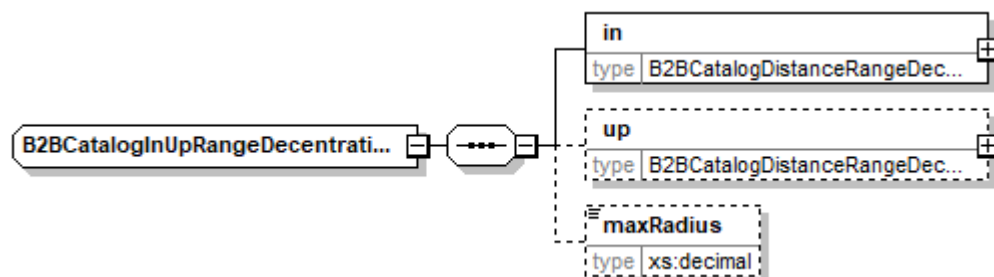 in
type B2BCatalogDistanceRangeDec...
B2BCatalogInUpRangeDecentrati...
up
type B2BCatalogDistanceRangeDec...
maxRadius
type xs:decimal